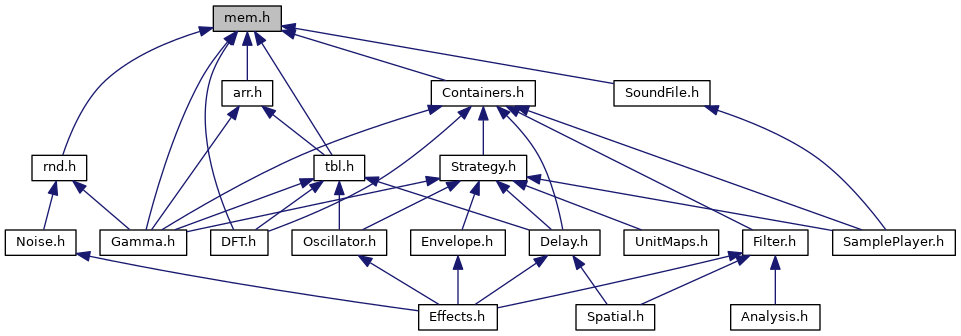 mem.h
arr.h
Containers.h
SoundFile.h
rnd.h
tbl.h
Strategy.h
Noise.h
Gamma.h
DFT.h
Oscillator.h
Envelope.h
Delay.h
UnitMaps.h
Filter.h
SamplePlayer.h
Effects.h
Spatial.h
Analysis.h